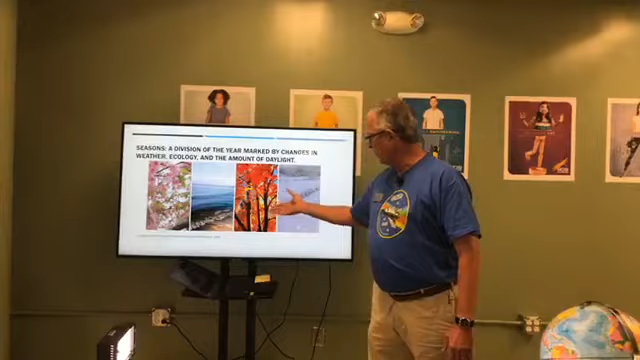 SEASONS: A DIVISION OF THE YEAR MARKED BY CHANGES IN
WEATHER, ECOLOGY, AND THE AMOUNT OF DAYLIGHT.